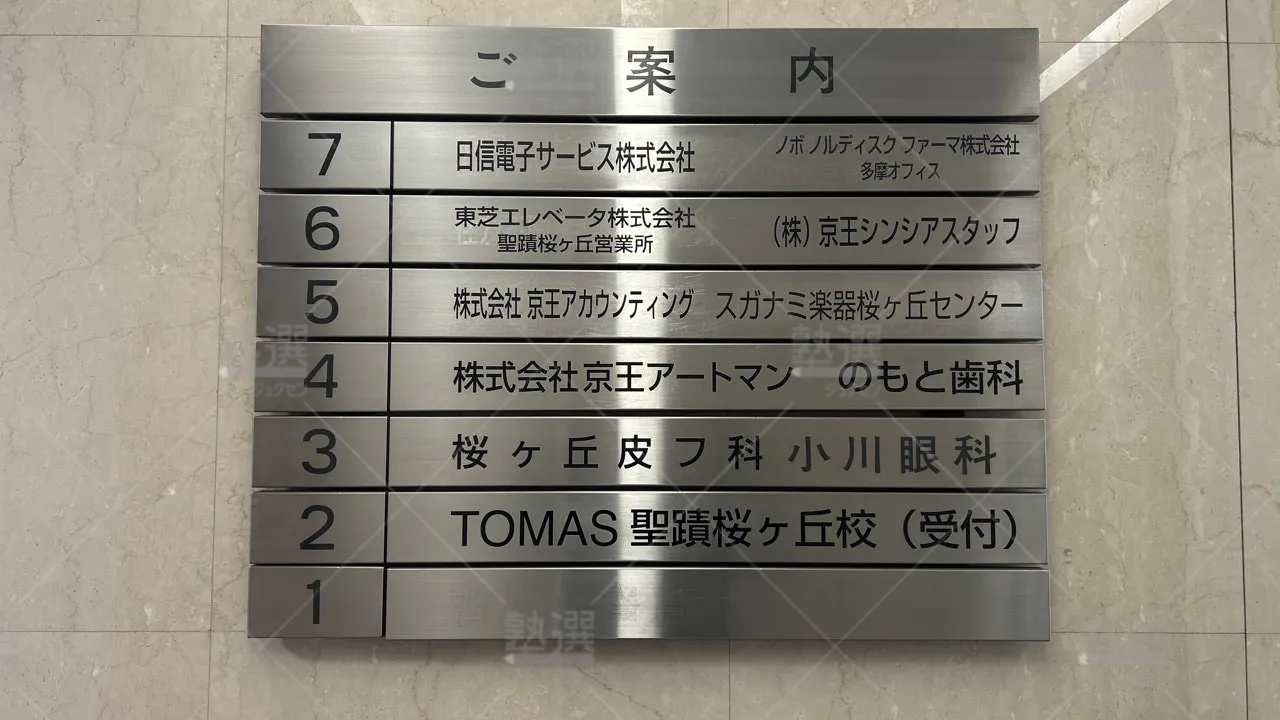 ご案内
7 日信電子サービス株式会社 ノボ ノルディスク ファーマ株式会社
多摩オフィス
6 東芝エレベータ株式会社 (株)京王シンシアスタッフ
聖蹟桜ヶ丘営業所
5 株式会社 京王アカウンティング スガナミ楽器桜ヶ丘センター
4 株式会社京王アートマン のもと歯科
3 桜ヶ丘皮フ科 小川眼科
2 TOMAS 聖蹟桜ヶ丘校(受付)
1
塾選
塾選
塾選